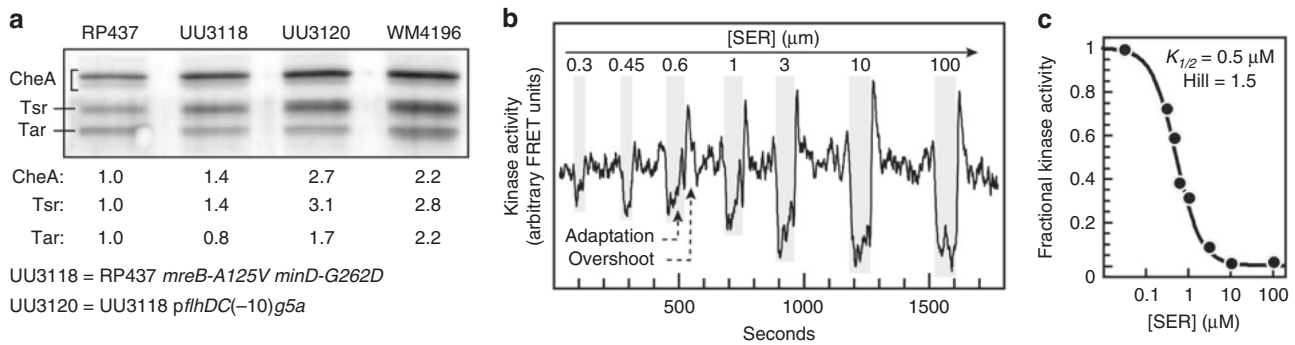 a
RP437 UU3118 UU3120 WM4196
CheA
Tsr
Tar
CheA: 1.0 1.4 2.7 2.2
Tsr: 1.0 1.4 3.1 2.8
Tar: 1.0 0.8 1.7 2.2
UU3118 = RP437 mreB-A125V minD-G262D
UU3120 = UU3118 pflhDC(–10)g5a
b
[SER] (μm)
0.3 0.45 0.6 1 3 10 100
Kinase activity
(arbitrary FRET units)
Adaptation
Overshoot
500 1000 1500
Seconds
c
Fractional kinase activity
1
0.8
0.6
0.4
0.2
0
K1/2 = 0.5 μM
Hill = 1.5
0.1 1 10 100
[SER] (μM)